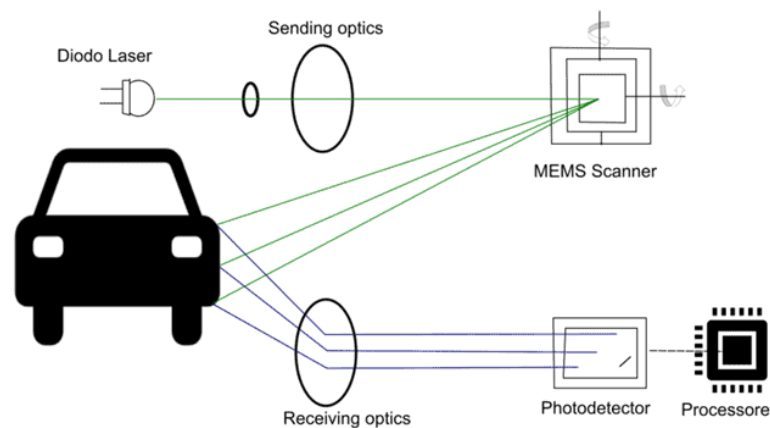 Sending optics
Diodo Laser
MEMS Scanner
Photodetector
Processore
Receiving optics